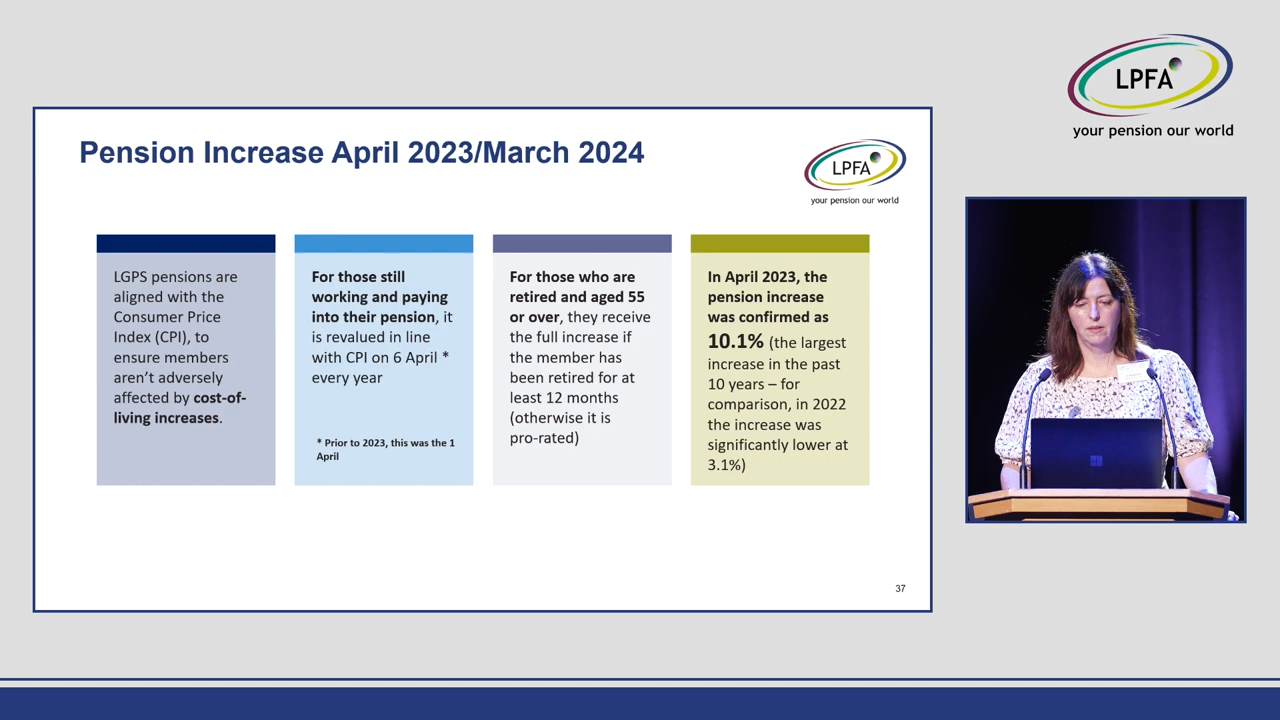 LPFA
your pension our world
Pension Increase April 2023/March 2024
LPFA
your pension our world
LGPS pensions are
aligned with the
Consumer Price
Index (CPI), to
ensure members
aren’t adversely
affected by cost-of-
living increases.
For those still
working and paying
into their pension, it
is revalued in line
with CPI on 6 April *
every year
* Prior to 2023, this was the 1
April
For those who are
retired and aged 55
or over, they receive
the full increase if
the member has
been retired for at
least 12 months
(otherwise it is
pro-rated)
In April 2023, the
pension increase
was confirmed as
10.1% (the largest
increase in the past
10 years – for
comparison, in 2022
the increase was
significantly lower at
3.1%)
37